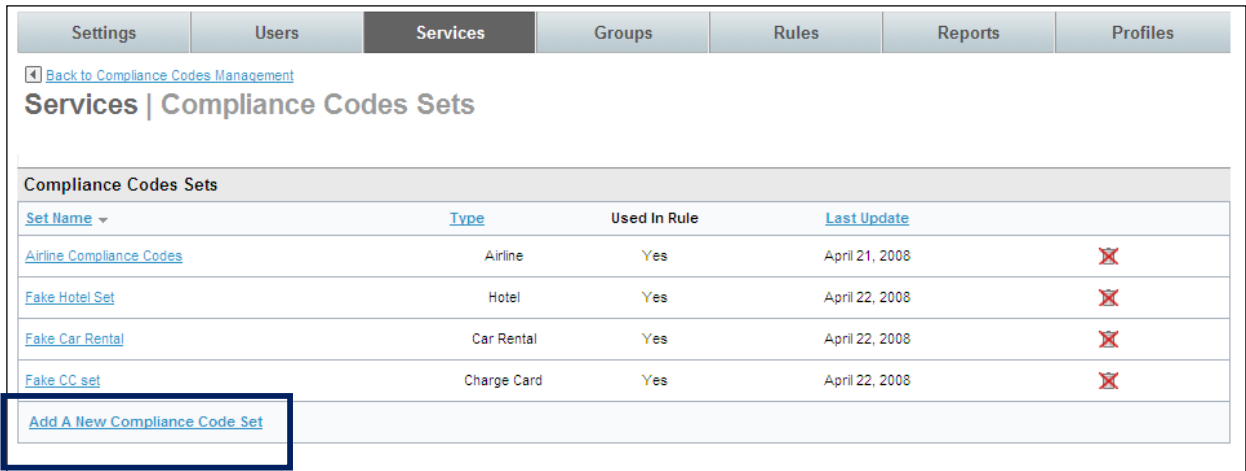 Settings Users Services Groups Rules Reports Profiles
Back to Compliance Codes Management
Services | Compliance Codes Sets
Compliance Codes Sets
Set Name Type Used In Rule Last Update
Airline Compliance Codes Airline Yes April 21, 2008
Fake Hotel Set Hotel Yes April 22, 2008
Fake Car Rental Car Rental Yes April 22, 2008
Fake CC set Charge Card Yes April 22, 2008
Add A New Compliance Code Set